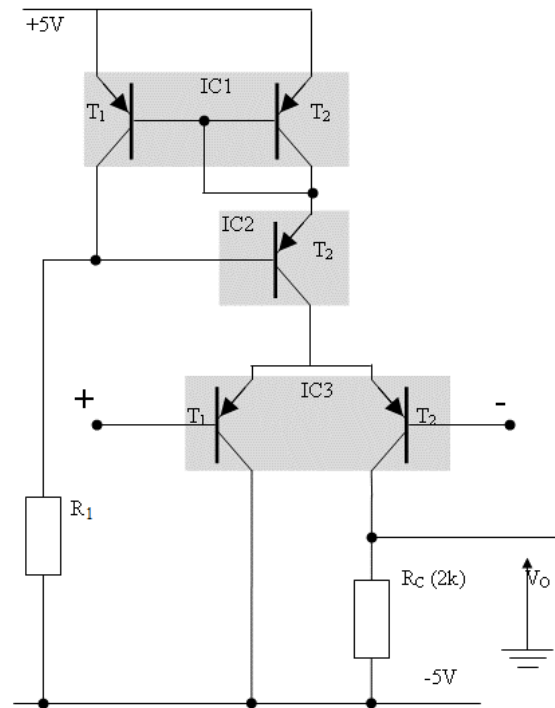 +5V
IC1
T1
T2
IC2
T2
+
IC3
-
T1
T2
R1
RC (2k)
VO
-5V